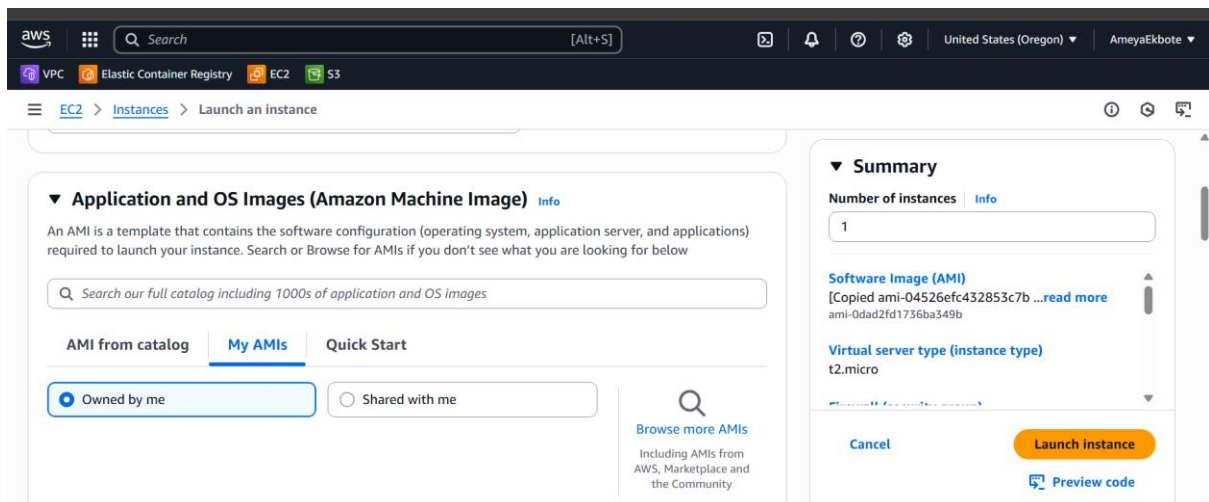 aws
Search [Alt+S]
United States (Oregon)
AmeyaEkbote
VPC
Elastic Container Registry
EC2
S3
EC2 > Instances > Launch an instance
Application and OS Images (Amazon Machine Image) Info
An AMI is a template that contains the software configuration (operating system, application server, and applications)
required to launch your instance. Search or Browse for AMIs if you don't see what you are looking for below
Search our full catalog including 1000s of application and OS images
AMI from catalog
My AMIs
Quick Start
Owned by me
Shared with me
Browse more AMIs
Including AMIs from
AWS, Marketplace and
the Community
Summary
Number of instances Info
1
Software Image (AMI)
[Copied ami-04526efc432853c7b ...read more
ami-0dad2fd1736ba349b
Virtual server type (instance type)
t2.micro
Firewall (security group)
Cancel
Launch instance
Preview code